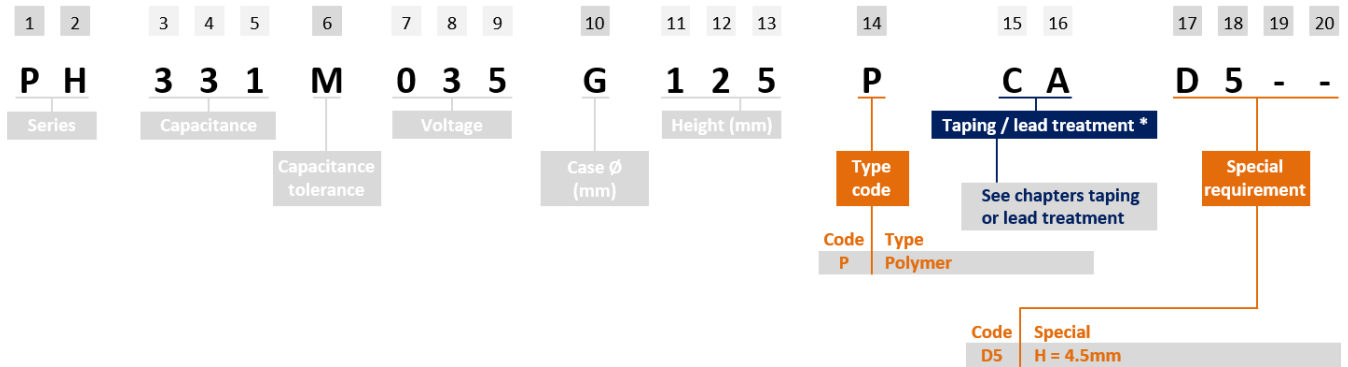 1 2 3 4 5 6 7 8 9 10 11 12 13 14 15 16 17 18 19 20
P H 3 3 1 M 0 3 5 G 1 2 5 P C A D 5 - -
Series
Capacitance
Voltage
Height (mm)
Taping / lead treatment *
Capacitance
tolerance
Case Ø
(mm)
Type
code
See chapters taping
or lead treatment
Special
requirement
Code Type
P Polymer
Code Special
D5 H = 4.5mm